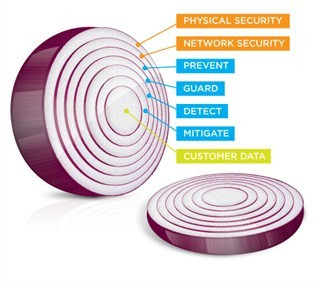 PHYSICAL SECURITY
NETWORK SECURITY
PREVENT
GUARD
DETECT
MITIGATE
CUSTOMER DATA